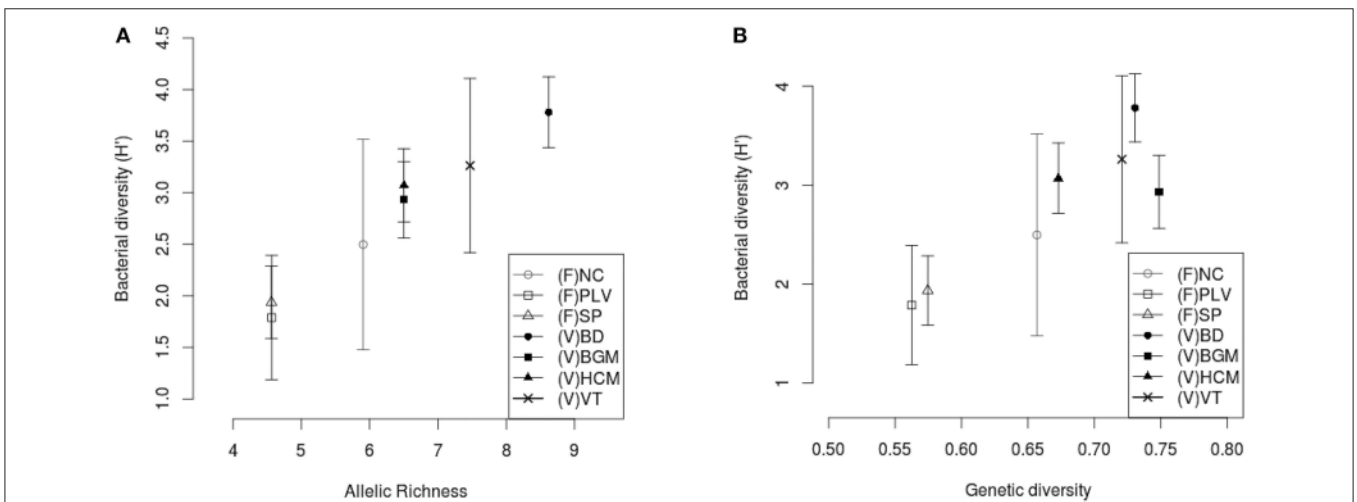 A
Bacterial diversity (H')
4.5
4.0
3.5
3.0
2.5
2.0
1.5
1.0
4 5 6 7 8 9
Allelic Richness
(F)NC
(F)PLV
(F)SP
(V)BD
(V)BGM
(V)HCM
(V)VT
B
Bacterial diversity (H')
4
3
2
1
0.50 0.55 0.60 0.65 0.70 0.75 0.80
Genetic diversity
(F)NC
(F)PLV
(F)SP
(V)BD
(V)BGM
(V)HCM
(V)VT